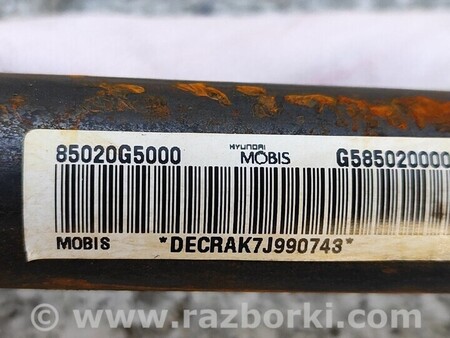 85020G5000 HYUNDAI MOBIS G585020000
MOBIS *DECRAK7J990743*
www.razborki.com